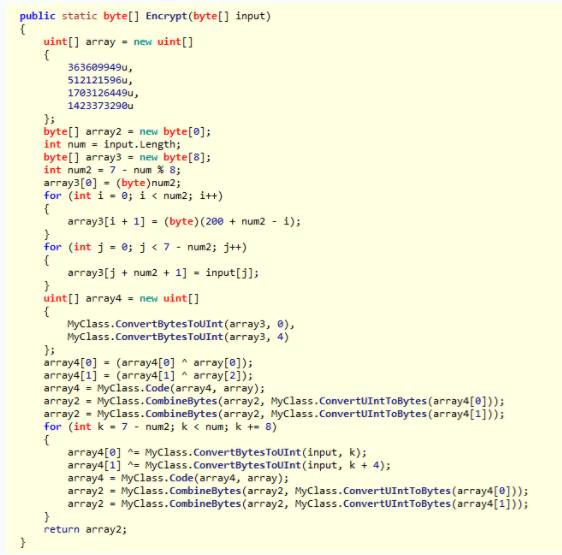 public static byte[] Encrypt(byte[] input)
{
    uint[] array = new uint[]
    {
        363609949u,
        512121596u,
        1703126449u,
        1423373290u
    };
    byte[] array2 = new byte[0];
    int num = input.Length;
    byte[] array3 = new byte[8];
    int num2 = 7 - num % 8;
    array3[0] = (byte)num2;
    for (int i = 0; i < num2; i++)
    {
        array3[i + 1] = (byte)(200 + num2 - i);
    }
    for (int j = 0; j < 7 - num2; j++)
    {
        array3[j + num2 + 1] = input[j];
    }
    uint[] array4 = new uint[]
    {
        MyClass.ConvertBytesToUInt(array3, 0),
        MyClass.ConvertBytesToUInt(array3, 4)
    };
    array4[0] = (array4[0] ^ array[0]);
    array4[1] = (array4[1] ^ array[2]);
    array4 = MyClass.Code(array4, array);
    array2 = MyClass.CombineBytes(array2, MyClass.ConvertUIntToBytes(array4[0]));
    array2 = MyClass.CombineBytes(array2, MyClass.ConvertUIntToBytes(array4[1]));
    for (int k = 7 - num2; k < num; k += 8)
    {
        array4[0] ^= MyClass.ConvertBytesToUInt(input, k);
        array4[1] ^= MyClass.ConvertBytesToUInt(input, k + 4);
        array4 = MyClass.Code(array4, array);
        array2 = MyClass.CombineBytes(array2, MyClass.ConvertUIntToBytes(array4[0]));
        array2 = MyClass.CombineBytes(array2, MyClass.ConvertUIntToBytes(array4[1]));
    }
    return array2;
}